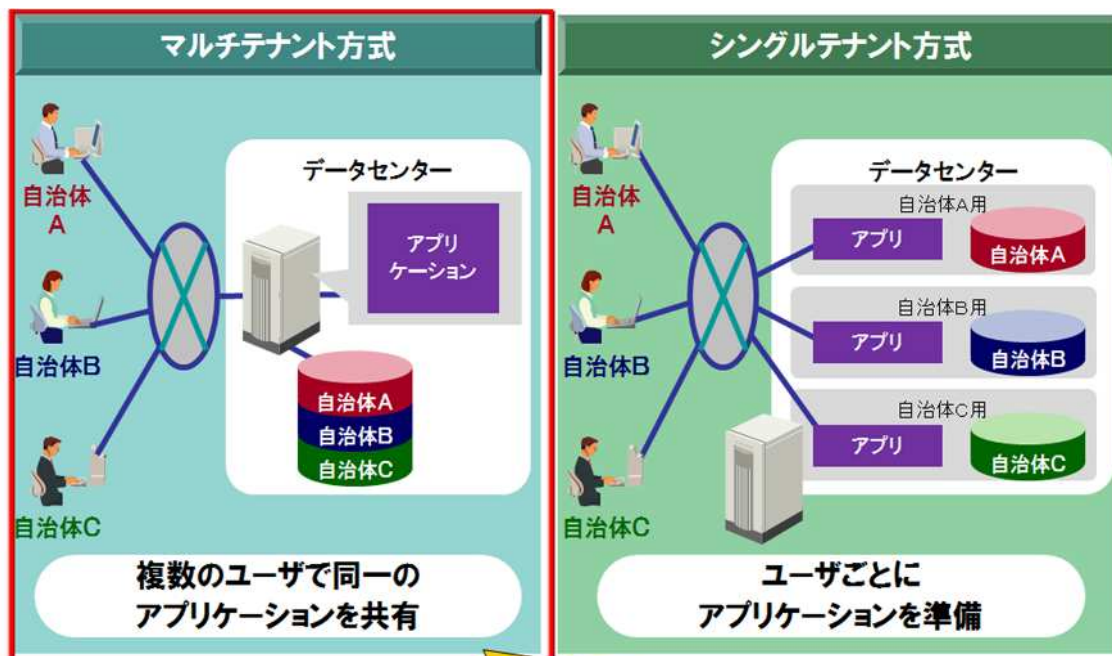 マルチテナント方式
自治体
A
自治体B
自治体C
データセンター
アプリ
ケーション
自治体A
自治体B
自治体C
複数のユーザで同一の
アプリケーションを共有
シングルテナント方式
自治体
A
自治体B
自治体C
データセンター
自治体A用
アプリ
自治体A
自治体B用
アプリ
自治体B
自治体C用
アプリ
自治体C
ユーザごとに
アプリケーションを準備